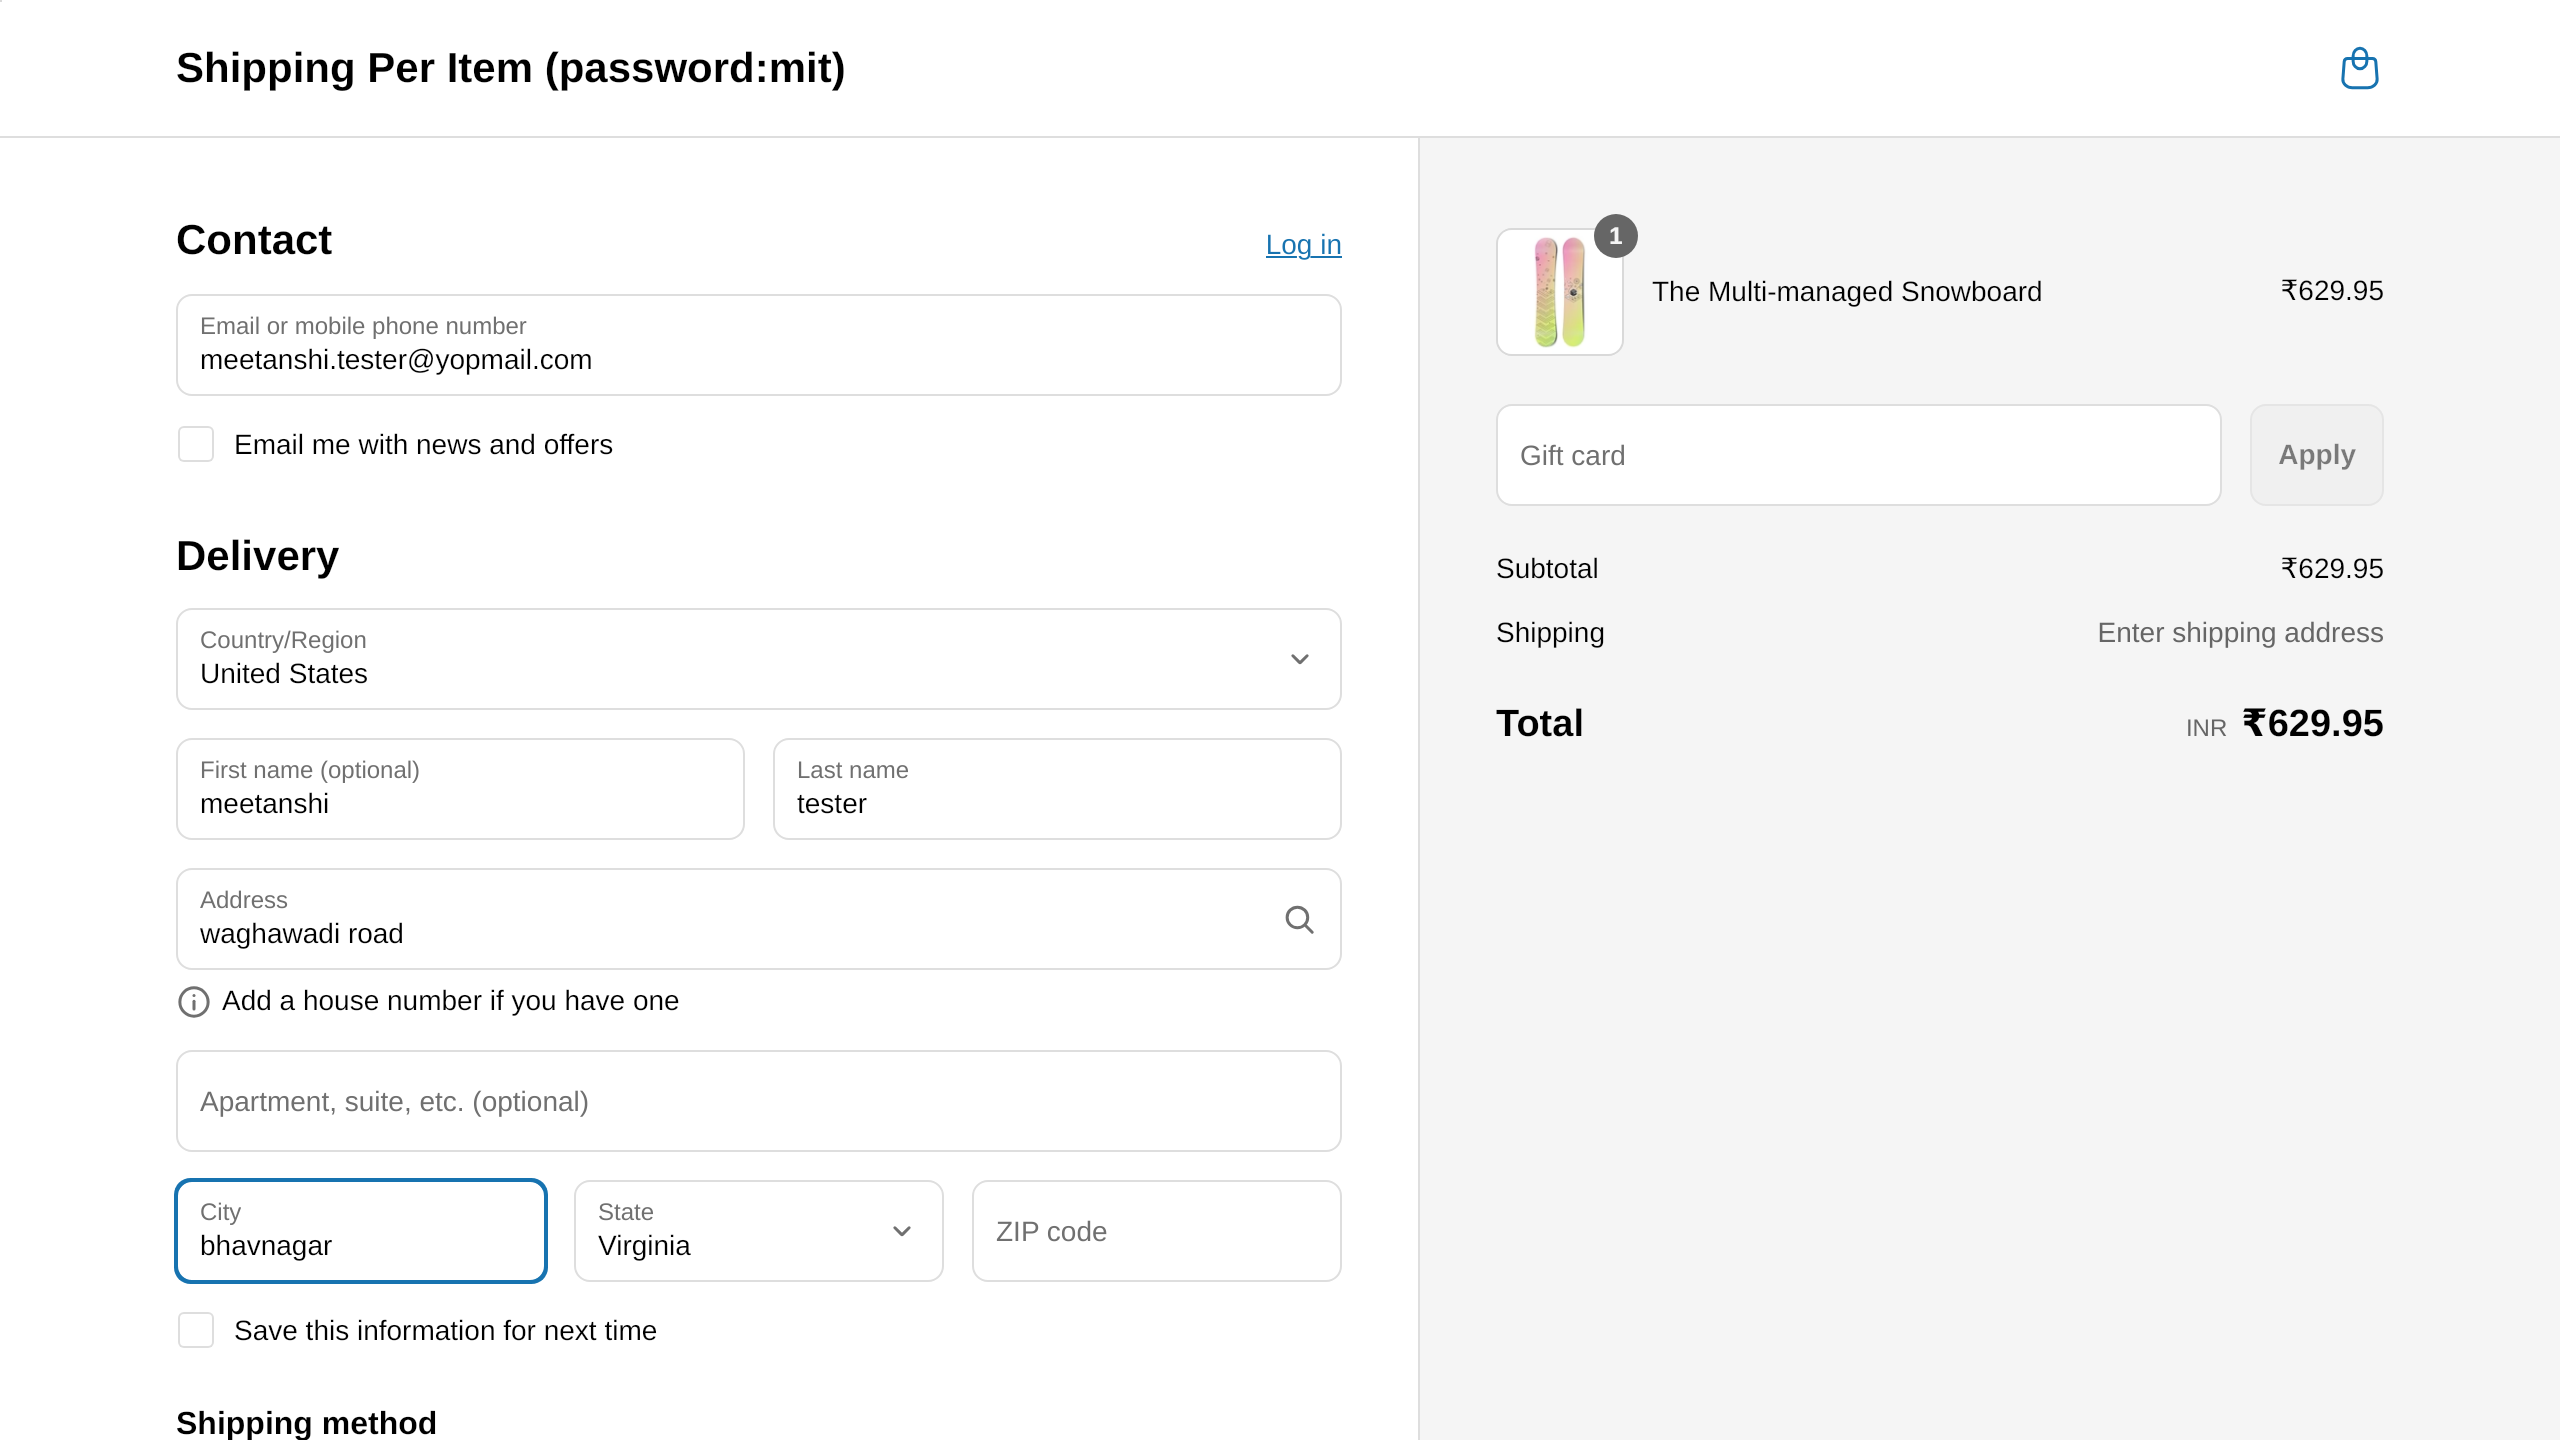 Shipping Per Item (password:mit)
Contact
Log in
Email or mobile phone number
meetanshi.tester@yopmail.com
Email me with news and offers
Delivery
Country/Region
United States
First name (optional)
meetanshi
Last name
tester
Address
waghawadi road
Add a house number if you have one
Apartment, suite, etc. (optional)
City
bhavnagar
State
Virginia
ZIP code
Save this information for next time
Shipping method
1
The Multi-managed Snowboard
₹629.95
Gift card
Apply
Subtotal
₹629.95
Shipping
Enter shipping address
Total
INR ₹629.95